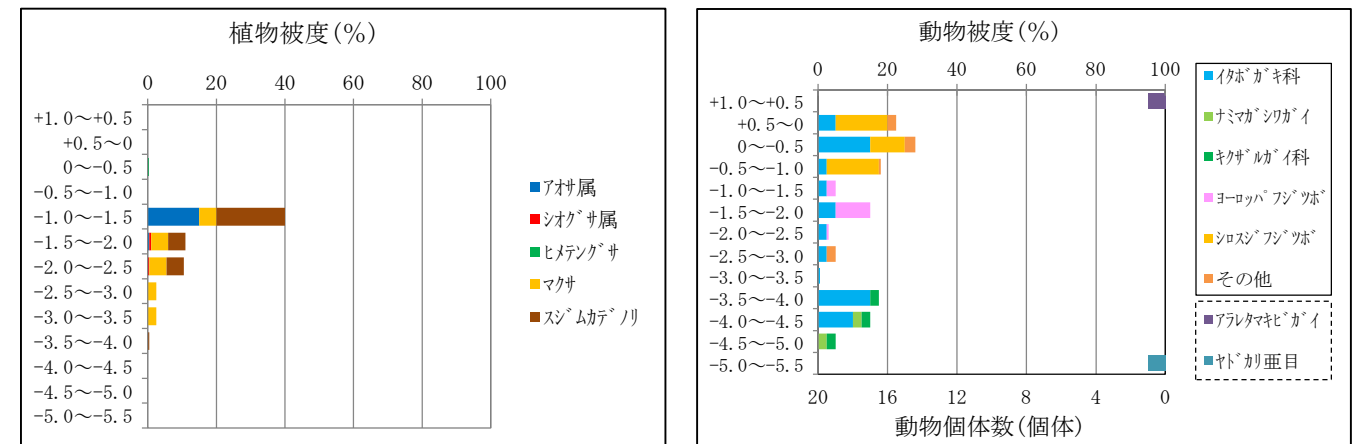 植物被度(%)
0 20 40 60 80 100
+1.0～+0.5
+0.5～0
0～-0.5
-0.5～-1.0
-1.0～-1.5
-1.5～-2.0
-2.0～-2.5
-2.5～-3.0
-3.0～-3.5
-3.5～-4.0
-4.0～-4.5
-4.5～-5.0
-5.0～-5.5
ｱｵｻ属
ｼｵｸﾞｻ属
ﾋﾒﾃﾝｸﾞｻ
ﾏｸｻ
ｽｼﾞﾑｶﾃﾞﾉﾘ
動物被度(%)
0 20 40 60 80 100
+1.0～+0.5
+0.5～0
0～-0.5
-0.5～-1.0
-1.0～-1.5
-1.5～-2.0
-2.0～-2.5
-2.5～-3.0
-3.0～-3.5
-3.5～-4.0
-4.0～-4.5
-4.5～-5.0
-5.0～-5.5
20 16 12 8 4 0
動物個体数(個体)
ｲﾀﾎﾞｶﾞｷ科
ﾅﾐﾏｶﾞｼﾜｶﾞｲ
ｷｸｻﾞﾙｶﾞｲ科
ﾖｰﾛｯﾊﾟﾌｼﾞﾂﾎﾞ
ｼﾛｽｼﾞﾌｼﾞﾂﾎﾞ
その他
ｱﾗﾚﾀﾏｷﾋﾞｶﾞｲ
ﾔﾄﾞｶﾘ亜目